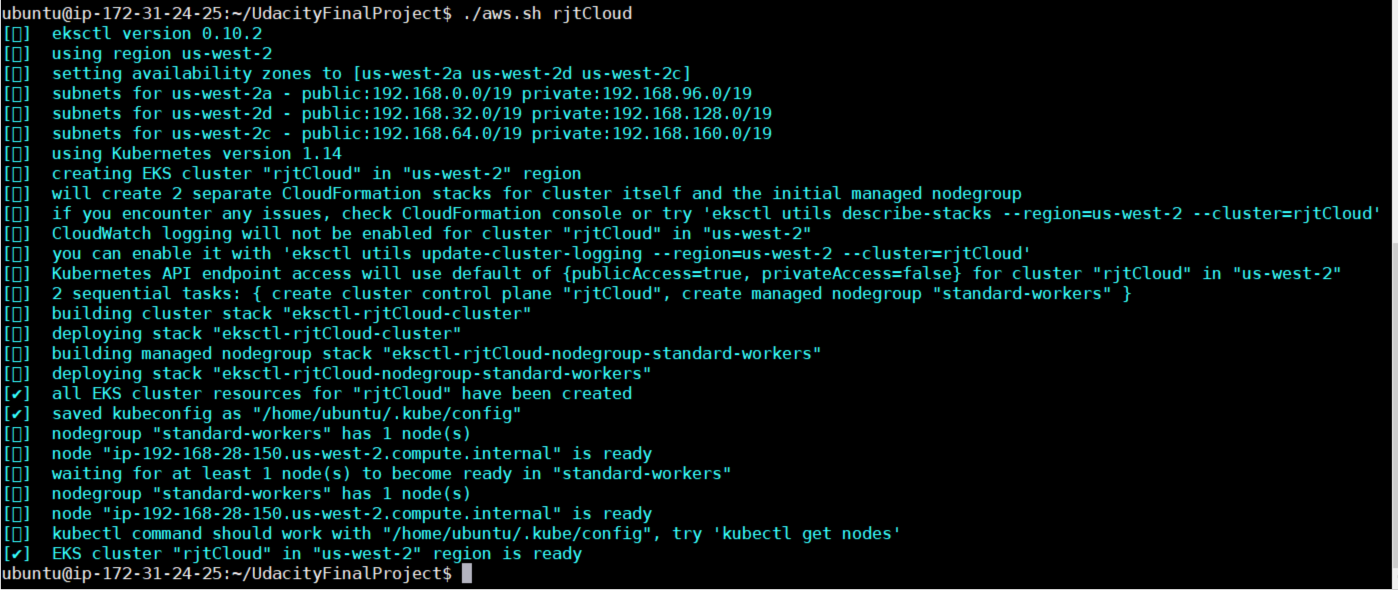 ubuntu@ip-172-31-24-25:~/UdacityFinalProject$ ./aws.sh rjtCloud
[▯]  eksctl version 0.10.2
[▯]  using region us-west-2
[▯]  setting availability zones to [us-west-2a us-west-2d us-west-2c]
[▯]  subnets for us-west-2a - public:192.168.0.0/19 private:192.168.96.0/19
[▯]  subnets for us-west-2d - public:192.168.32.0/19 private:192.168.128.0/19
[▯]  subnets for us-west-2c - public:192.168.64.0/19 private:192.168.160.0/19
[▯]  using Kubernetes version 1.14
[▯]  creating EKS cluster "rjtCloud" in "us-west-2" region
[▯]  will create 2 separate CloudFormation stacks for cluster itself and the initial managed nodegroup
[▯]  if you encounter any issues, check CloudFormation console or try 'eksctl utils describe-stacks --region=us-west-2 --cluster=rjtCloud'
[▯]  CloudWatch logging will not be enabled for cluster "rjtCloud" in "us-west-2"
[▯]  you can enable it with 'eksctl utils update-cluster-logging --region=us-west-2 --cluster=rjtCloud'
[▯]  Kubernetes API endpoint access will use default of {publicAccess=true, privateAccess=false} for cluster "rjtCloud" in "us-west-2"
[▯]  2 sequential tasks: { create cluster control plane "rjtCloud", create managed nodegroup "standard-workers" }
[▯]  building cluster stack "eksctl-rjtCloud-cluster"
[▯]  deploying stack "eksctl-rjtCloud-cluster"
[▯]  building managed nodegroup stack "eksctl-rjtCloud-nodegroup-standard-workers"
[▯]  deploying stack "eksctl-rjtCloud-nodegroup-standard-workers"
[✔]  all EKS cluster resources for "rjtCloud" have been created
[✔]  saved kubeconfig as "/home/ubuntu/.kube/config"
[▯]  nodegroup "standard-workers" has 1 node(s)
[▯]  node "ip-192-168-28-150.us-west-2.compute.internal" is ready
[▯]  waiting for at least 1 node(s) to become ready in "standard-workers"
[▯]  nodegroup "standard-workers" has 1 node(s)
[▯]  node "ip-192-168-28-150.us-west-2.compute.internal" is ready
[▯]  kubectl command should work with "/home/ubuntu/.kube/config", try 'kubectl get nodes'
[✔]  EKS cluster "rjtCloud" in "us-west-2" region is ready
ubuntu@ip-172-31-24-25:~/UdacityFinalProject$